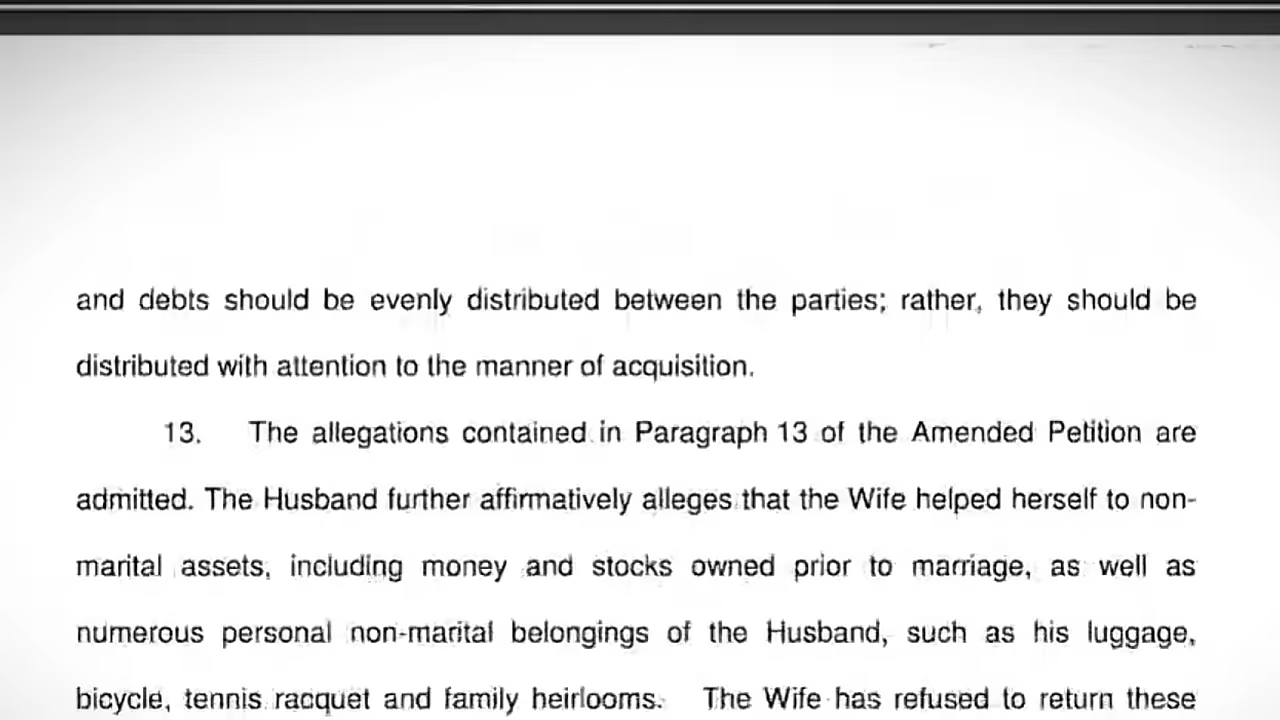 and debts should be evenly distributed between the parties; rather, they should be
distributed with attention to the manner of acquisition.
13. The allegations contained in Paragraph 13 of the Amended Petition are
admitted. The Husband further affirmatively alleges that the Wife helped herself to non-
marital assets, including money and stocks owned prior to marriage, as well as
numerous personal non-marital belongings of the Husband, such as his luggage,
bicycle, tennis racquet and family heirlooms. The Wife has refused to return these